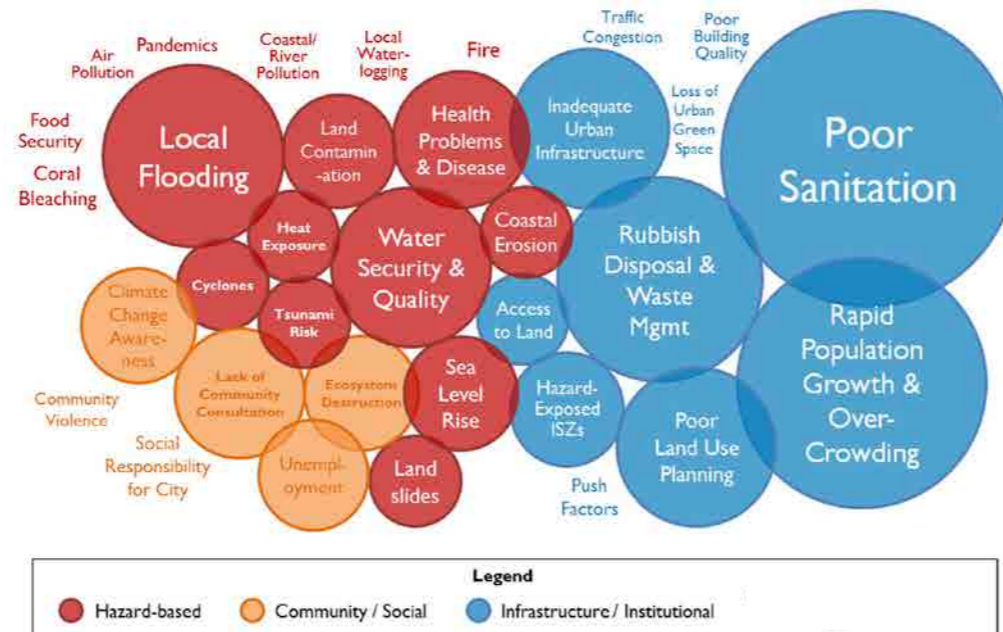 Air
Pollution
Pandemics
Coastal/
River
Pollution
Local
Water-
logging
Fire
Traffic
Congestion
Poor
Building
Quality
Food
Security
Coral
Bleaching
Local
Flooding
Land
Contamin
-ation
Health
Problems
& Disease
Inadequate
Urban
Infrastructure
Loss of
Urban
Green
Space
Poor
Sanitation
Heat
Exposure
Water
Security &
Quality
Coastal
Erosion
Rubbish
Disposal &
Waste
Mgmt
Cyclones
Tsunami
Risk
Access
to Land
Climate
Change
Aware-
ness
Rapid
Population
Growth &
Over-
Crowding
Lack of
Community
Consultation
Ecosystem
Destruction
Sea
Level
Rise
Hazard-
Exposed
ISZs
Poor
Land Use
Planning
Community
Violence
Social
Responsibility
for City
Unempl-
oyment
Land
slides
Push
Factors
Legend
Hazard-based
Community / Social
Infrastructure / Institutional